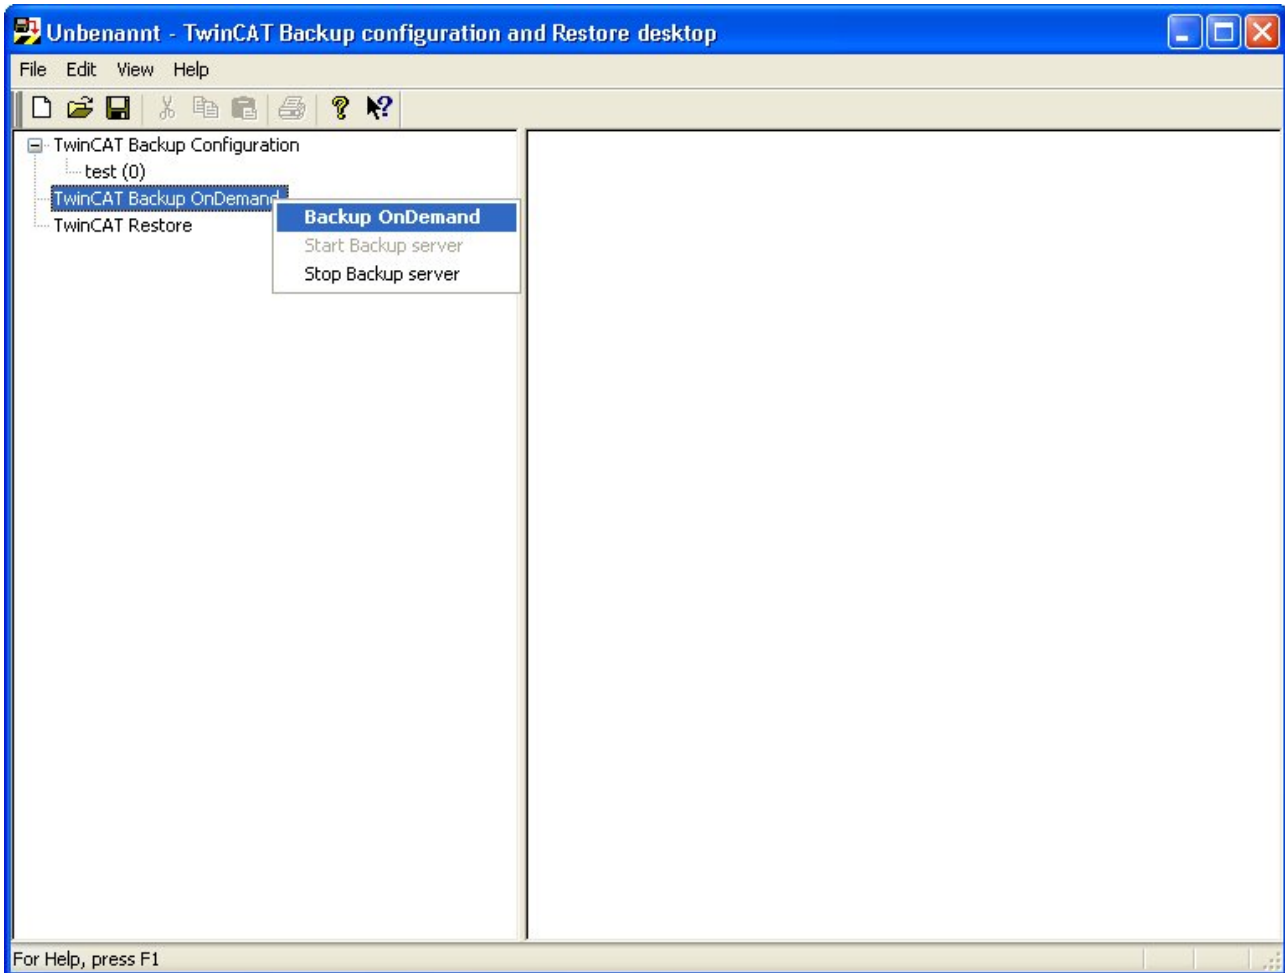 Unbenannt - TwinCAT Backup configuration and Restore desktop
File Edit View Help
TwinCAT Backup Configuration
test (0)
TwinCAT Backup OnDemand
TwinCAT Restore
Backup OnDemand
Start Backup server
Stop Backup server
For Help, press F1